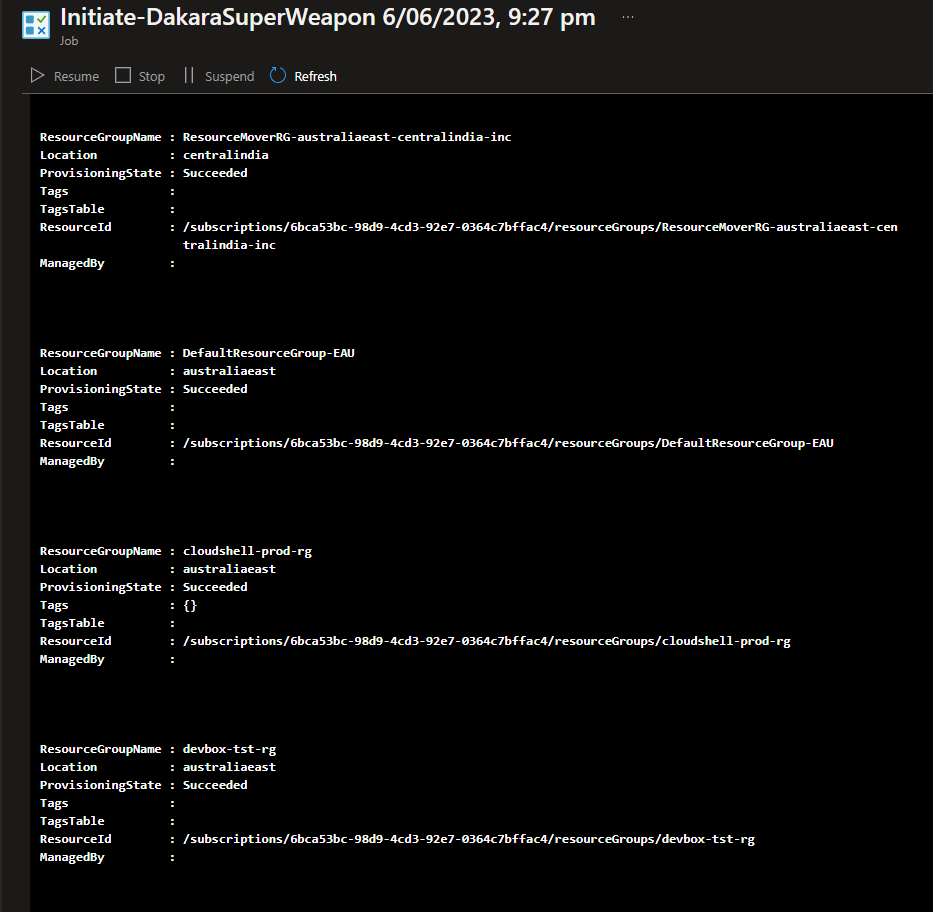 Initiate-DakaraSuperWeapon 6/06/2023, 9:27 pm ...
Job
Resume Stop Suspend Refresh
ResourceGroupName : ResourceMoverRG-australiaeast-centralindia-inc
Location : centralindia
ProvisioningState : Succeeded
Tags :
TagsTable :
ResourceId : /subscriptions/6bca53bc-98d9-4cd3-92e7-0364c7bffac4/resourceGroups/ResourceMoverRG-australiaeast-cen
tralindia-inc
ManagedBy :
ResourceGroupName : DefaultResourceGroup-EAU
Location : australiaeast
ProvisioningState : Succeeded
Tags :
TagsTable :
ResourceId : /subscriptions/6bca53bc-98d9-4cd3-92e7-0364c7bffac4/resourceGroups/DefaultResourceGroup-EAU
ManagedBy :
ResourceGroupName : cloudshell-prod-rg
Location : australiaeast
ProvisioningState : Succeeded
Tags : {}
TagsTable :
ResourceId : /subscriptions/6bca53bc-98d9-4cd3-92e7-0364c7bffac4/resourceGroups/cloudshell-prod-rg
ManagedBy :
ResourceGroupName : devbox-tst-rg
Location : australiaeast
ProvisioningState : Succeeded
Tags :
TagsTable :
ResourceId : /subscriptions/6bca53bc-98d9-4cd3-92e7-0364c7bffac4/resourceGroups/devbox-tst-rg
ManagedBy :